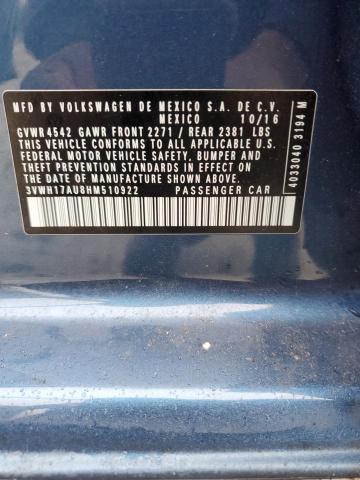 MFD BY VOLKSWAGEN DE MEXICO S.A. DE C.V.
MEXICO 10/16
GVWR4542 GAWR FRONT 2271 / REAR 2381 LBS
THIS VEHICLE CONFORMS TO ALL APPLICABLE U.S.
FEDERAL MOTOR VEHICLE SAFETY, BUMPER AND
THEFT PREVENTION STANDARDS IN EFFECT ON THE
DATE OF MANUFACTURE SHOWN ABOVE
3VWH17AU8HM510922 PASSENGER CAR
4033040 3194 M